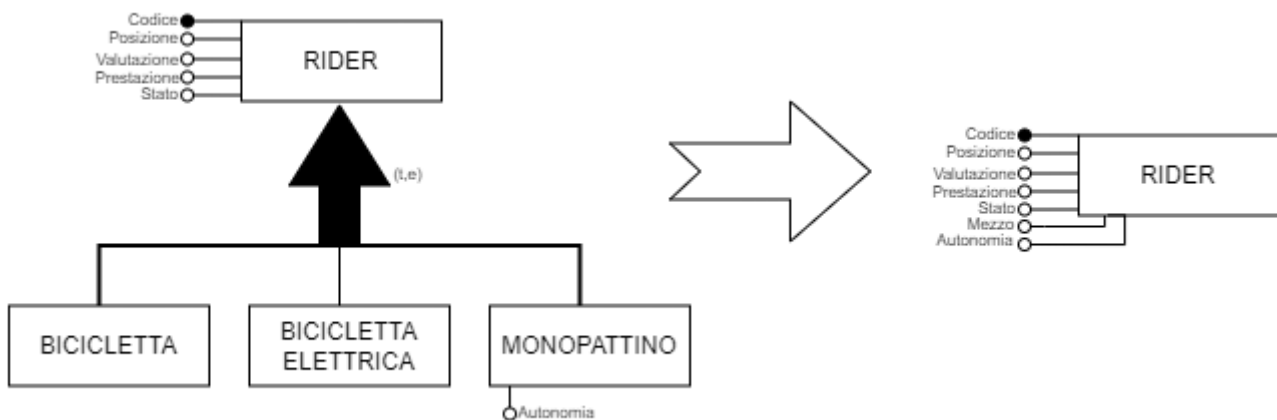 Codice
Posizione
Valutazione
Prestazione
Stato
RIDER
(t,e)
BICICLETTA
BICICLETTA
ELETTRICA
MONOPATTINO
Autonomia
Codice
Posizione
Valutazione
Prestazione
Stato
Mezzo
Autonomia
RIDER